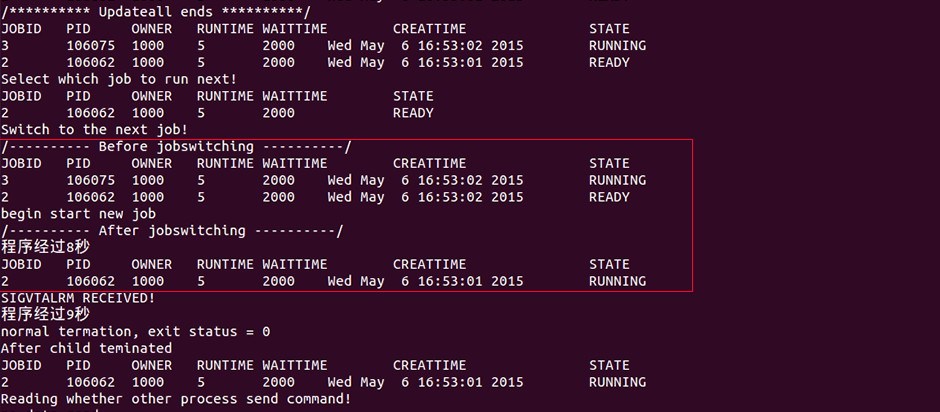 /********** Updateall ends **********/
JOBID PID OWNER RUNTIME WAITTIME CREATTIME STATE
3 106075 1000 5 2000 Wed May 6 16:53:02 2015 RUNNING
2 106062 1000 5 2000 Wed May 6 16:53:01 2015 READY
Select which job to run next!
JOBID PID OWNER RUNTIME WAITTIME STATE
2 106062 1000 5 2000 READY
Switch to the next job!
/---------- Before jobswitching ----------/
JOBID PID OWNER RUNTIME WAITTIME CREATTIME STATE
3 106075 1000 5 2000 Wed May 6 16:53:02 2015 RUNNING
2 106062 1000 5 2000 Wed May 6 16:53:01 2015 READY
begin start new job
/---------- After jobswitching ----------/
程序经过8秒
JOBID PID OWNER RUNTIME WAITTIME CREATTIME STATE
2 106062 1000 5 2000 Wed May 6 16:53:01 2015 RUNNING
SIGVTALRM RECEIVED!
程序经过9秒
normal termation, exit status = 0
After child teminated
JOBID PID OWNER RUNTIME WAITTIME CREATTIME STATE
2 106062 1000 5 2000 Wed May 6 16:53:01 2015 RUNNING
Reading whether other process send command!